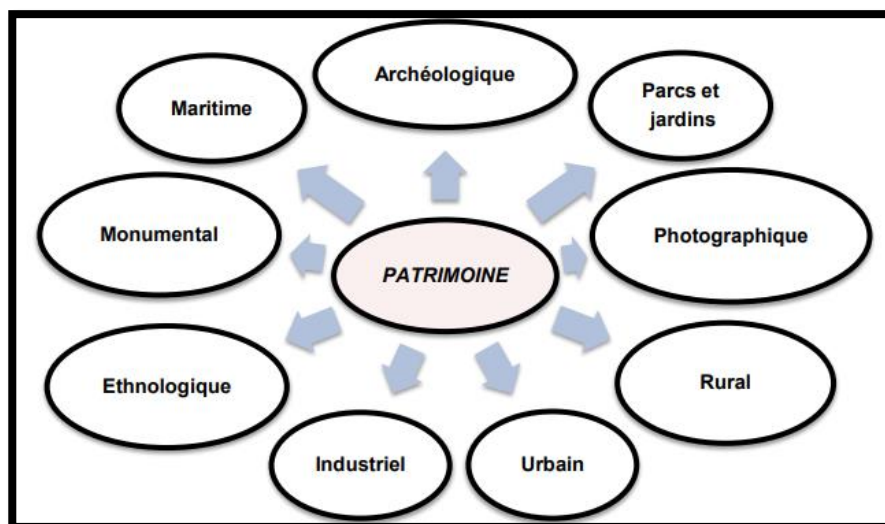 Archéologique
Maritime
Parcs et
jardins
Monumental
Photographique
PATRIMOINE
Ethnologique
Rural
Industriel
Urbain